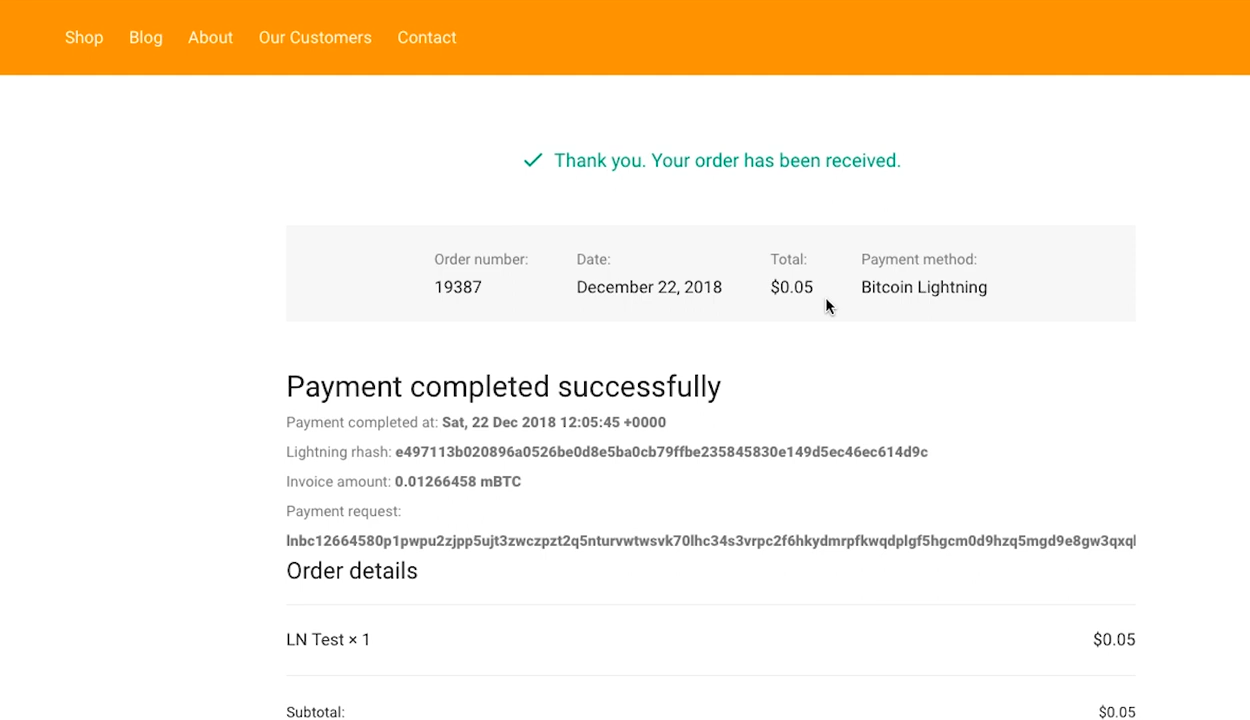 Shop Blog About Our Customers Contact
Thank you. Your order has been received.
Order number: Date: Total: Payment method:
19387 December 22, 2018 $0.05 Bitcoin Lightning
Payment completed successfully
Payment completed at: Sat, 22 Dec 2018 12:05:45 +0000
Lightning rhash: e497113b020896a0526be0d8e5ba0cb79ffbe235845830e149d5ec46ec614d9c
Invoice amount: 0.01266458 mBTC
Payment request:
lnbc12664580p1pwpu2zjpp5ujt3zwczpzt2q5nturvwtwsvk70lhc34s3vrpc2f6hkydmrpfkwqdplgf5hgcm0d9hzq5mgd9e8gw3qxql
Order details
LN Test × 1 $0.05
Subtotal: $0.05